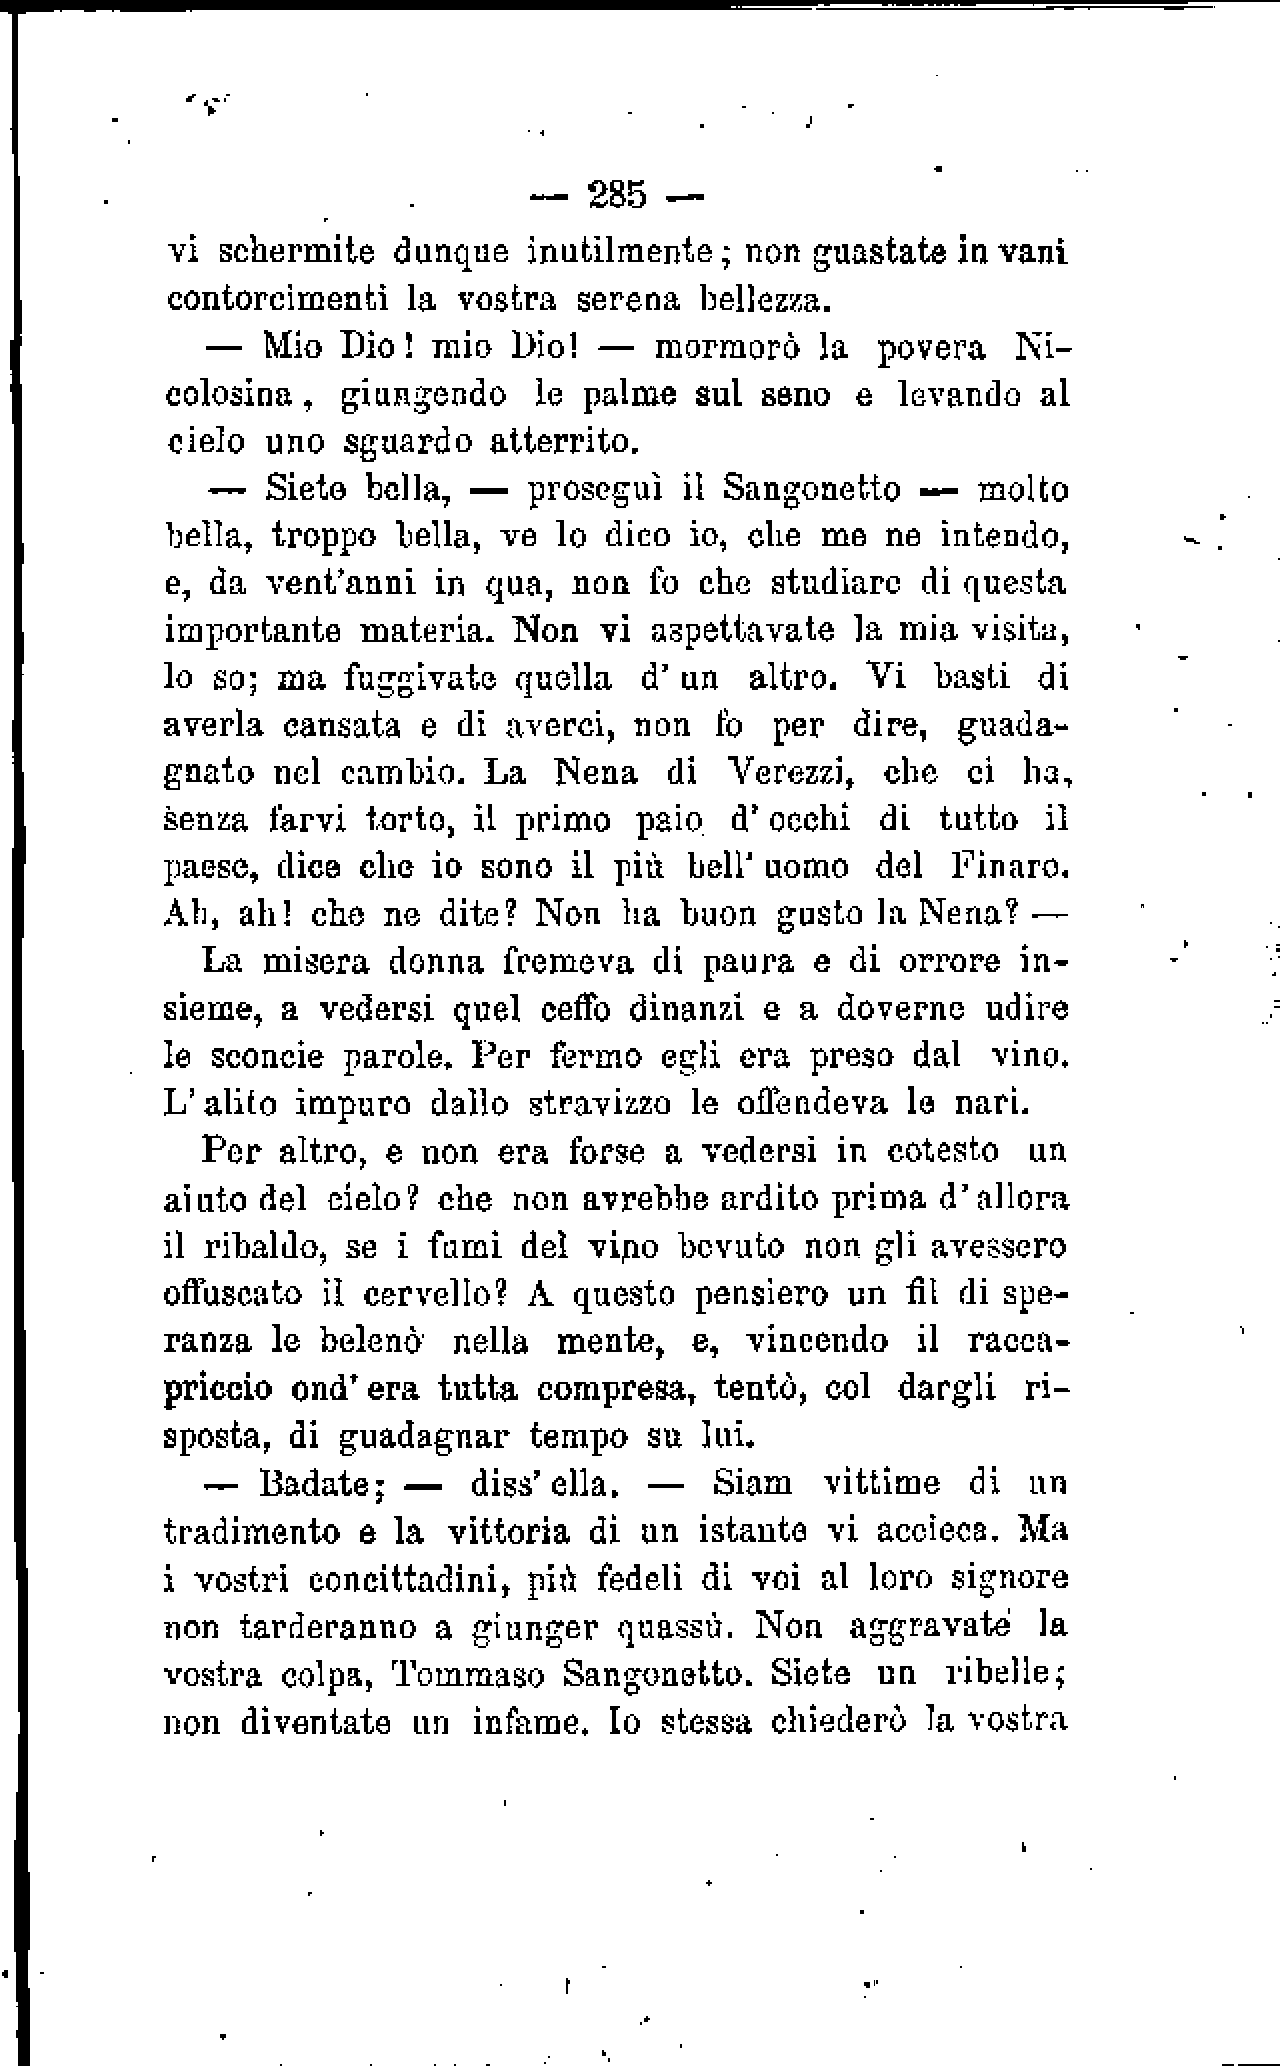 — 285 —
vi schermite dunque inutilmente; non guastate in vani
contorcimenti la vostra serena bellezza.
— Mio Dio! mio Dio! — mormorò la povera Ni-
colosina, giungendo le palme sul seno e levando al
cielo uno sguardo atterrito.
— Siete bella, — proseguì il Sangonetto — molto
bella, troppo bella, ve lo dico io, che me ne intendo,
e, da vent'anni in qua, non fo che studiare di questa
importante materia. Non vi aspettavate la mia visita,
lo so; ma fuggivate quella d'un altro. Vi basti di
averla cansata e di averci, non fo per dire, guada-
gnato nel cambio. La Nena di Verezzi, che ci ha,
senza farvi torto, il primo paio d'occhi di tutto il
paese, dice che io sono il più bell'uomo del Finaro.
Ah, ah! che ne dite? Non ha buon gusto la Nena? —
La misera donna fremeva di paura e di orrore in-
sieme, a vedersi quel ceffo dinanzi e a doverne udire
le sconcie parole. Per fermo egli era preso dal vino.
L'alito impuro dallo stravizzo le offendeva le nari.
Per altro, e non era forse a vedersi in cotesto un
aiuto del cielo? che non avrebbe ardito prima d'allora
il ribaldo, se i fumi del vino bevuto non gli avessero
offuscato il cervello? A questo pensiero un fil di spe-
ranza le belenò nella mente, e, vincendo il racca-
priccio ond'era tutta compresa, tentò, col dargli ri-
sposta, di guadagnar tempo su lui.
— Badate; — diss'ella. — Siam vittime di un
tradimento e la vittoria di un istante vi accieca. Ma
i vostri concittadini, più fedeli di voi al loro signore
non tarderanno a giunger quassù. Non aggravate la
vostra colpa, Tommaso Sangonetto. Siete un ribelle;
non diventate un infame. Io stessa chiederò la vostra